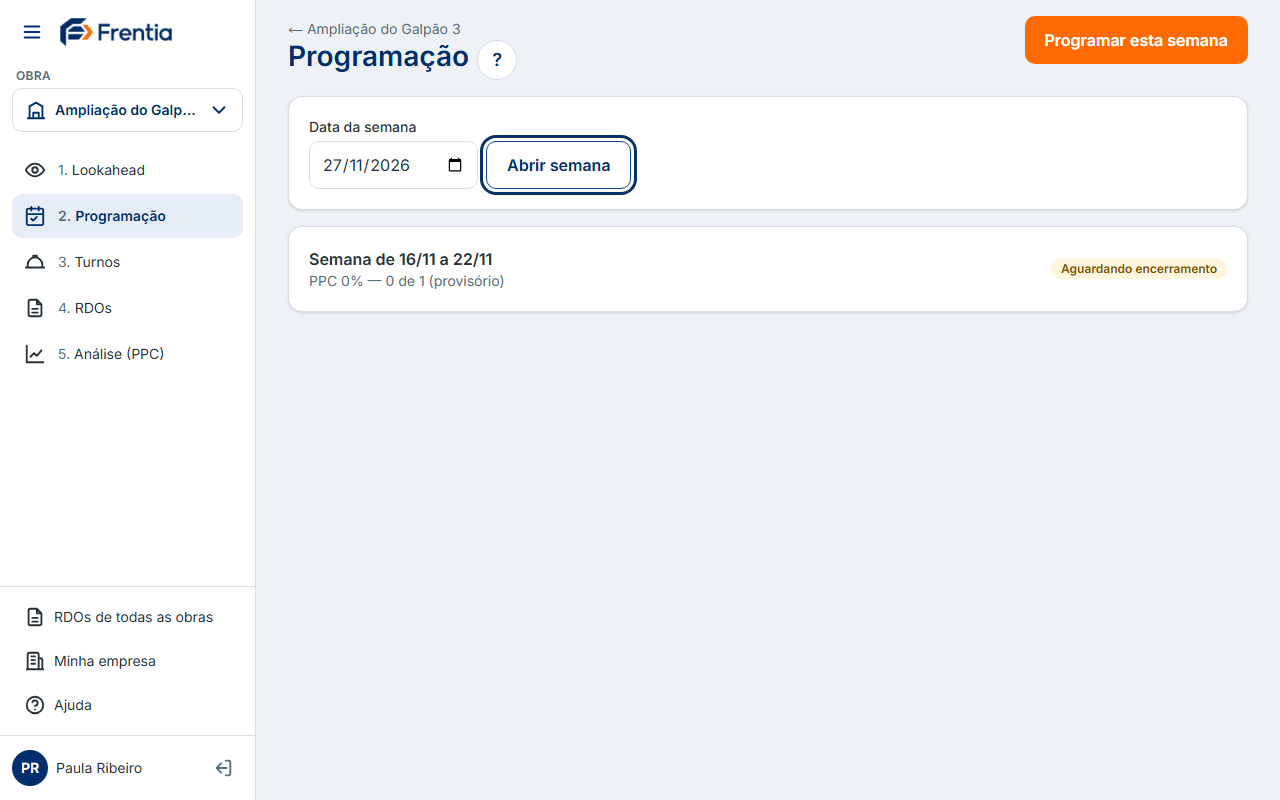 Frentia
OBRA
Ampliação do Galp...
1. Lookahead
2. Programação
3. Turnos
4. RDOs
5. Análise (PPC)
RDOs de todas as obras
Minha empresa
Ajuda
PR Paula Ribeiro
← Ampliação do Galpão 3
Programação ?
Programar esta semana
Data da semana
27/11/2026 Abrir semana
Semana de 16/11 a 22/11
PPC 0% — 0 de 1 (provisório)
Aguardando encerramento